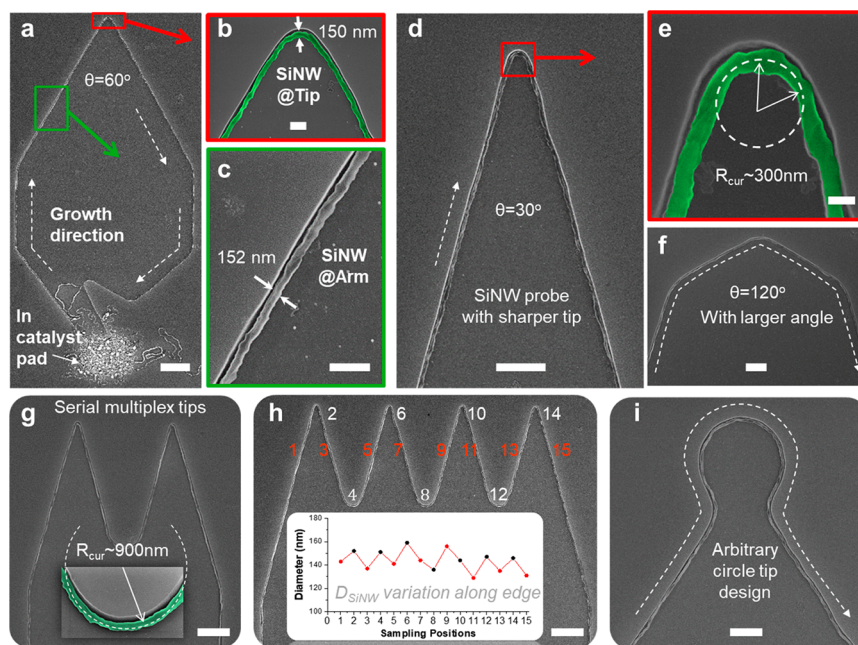 a
θ=60°
Growth
direction
In
catalyst
pad
b
150 nm
SiNW
@Tip
c
152 nm
SiNW
@Arm
d
θ=30°
SiNW probe
with sharper tip
e
Rcur~300nm
f
θ=120°
With larger angle
g
Serial multiplex tips
Rcur~900nm
h
2 6 10 14
1 3 5 7 9 11 13 15
4 8 12
Diameter (nm)
180
160
140
120
100
DSiNW variation along edge
0 1 2 3 4 5 6 7 8 9 10 11 12 13 14 15
Sampling Positions
i
Arbitrary
circle tip
design